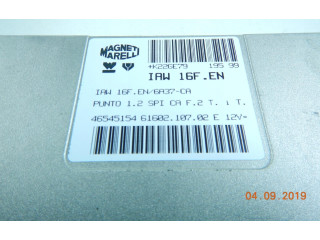 MAGNETI
MARELLI
*K226E79 195 99
IAW 16F.EN
IAW 16F.EN/6A37-CA
PUNTO 1.2 SPI CA F.2 T. i T.
46545154 61602.107.02 E 12V=
04.09.2019